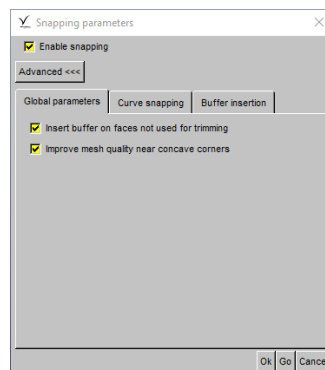 Snapping parameters
Enable snapping
Advanced <<<
Global parameters Curve snapping Buffer insertion
Insert buffer on faces not used for trimming
Improve mesh quality near concave corners
Ok Go Cancel